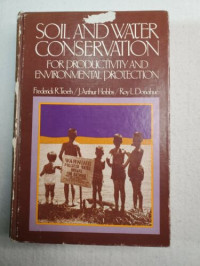 SOIL AND WATER
CONSERVATION
FOR PRODUCTIVITY AND
ENVIRONMENTAL PROTECTION
Frederick R. Troeh / J. Arthur Hobbs / Roy L. Donahue